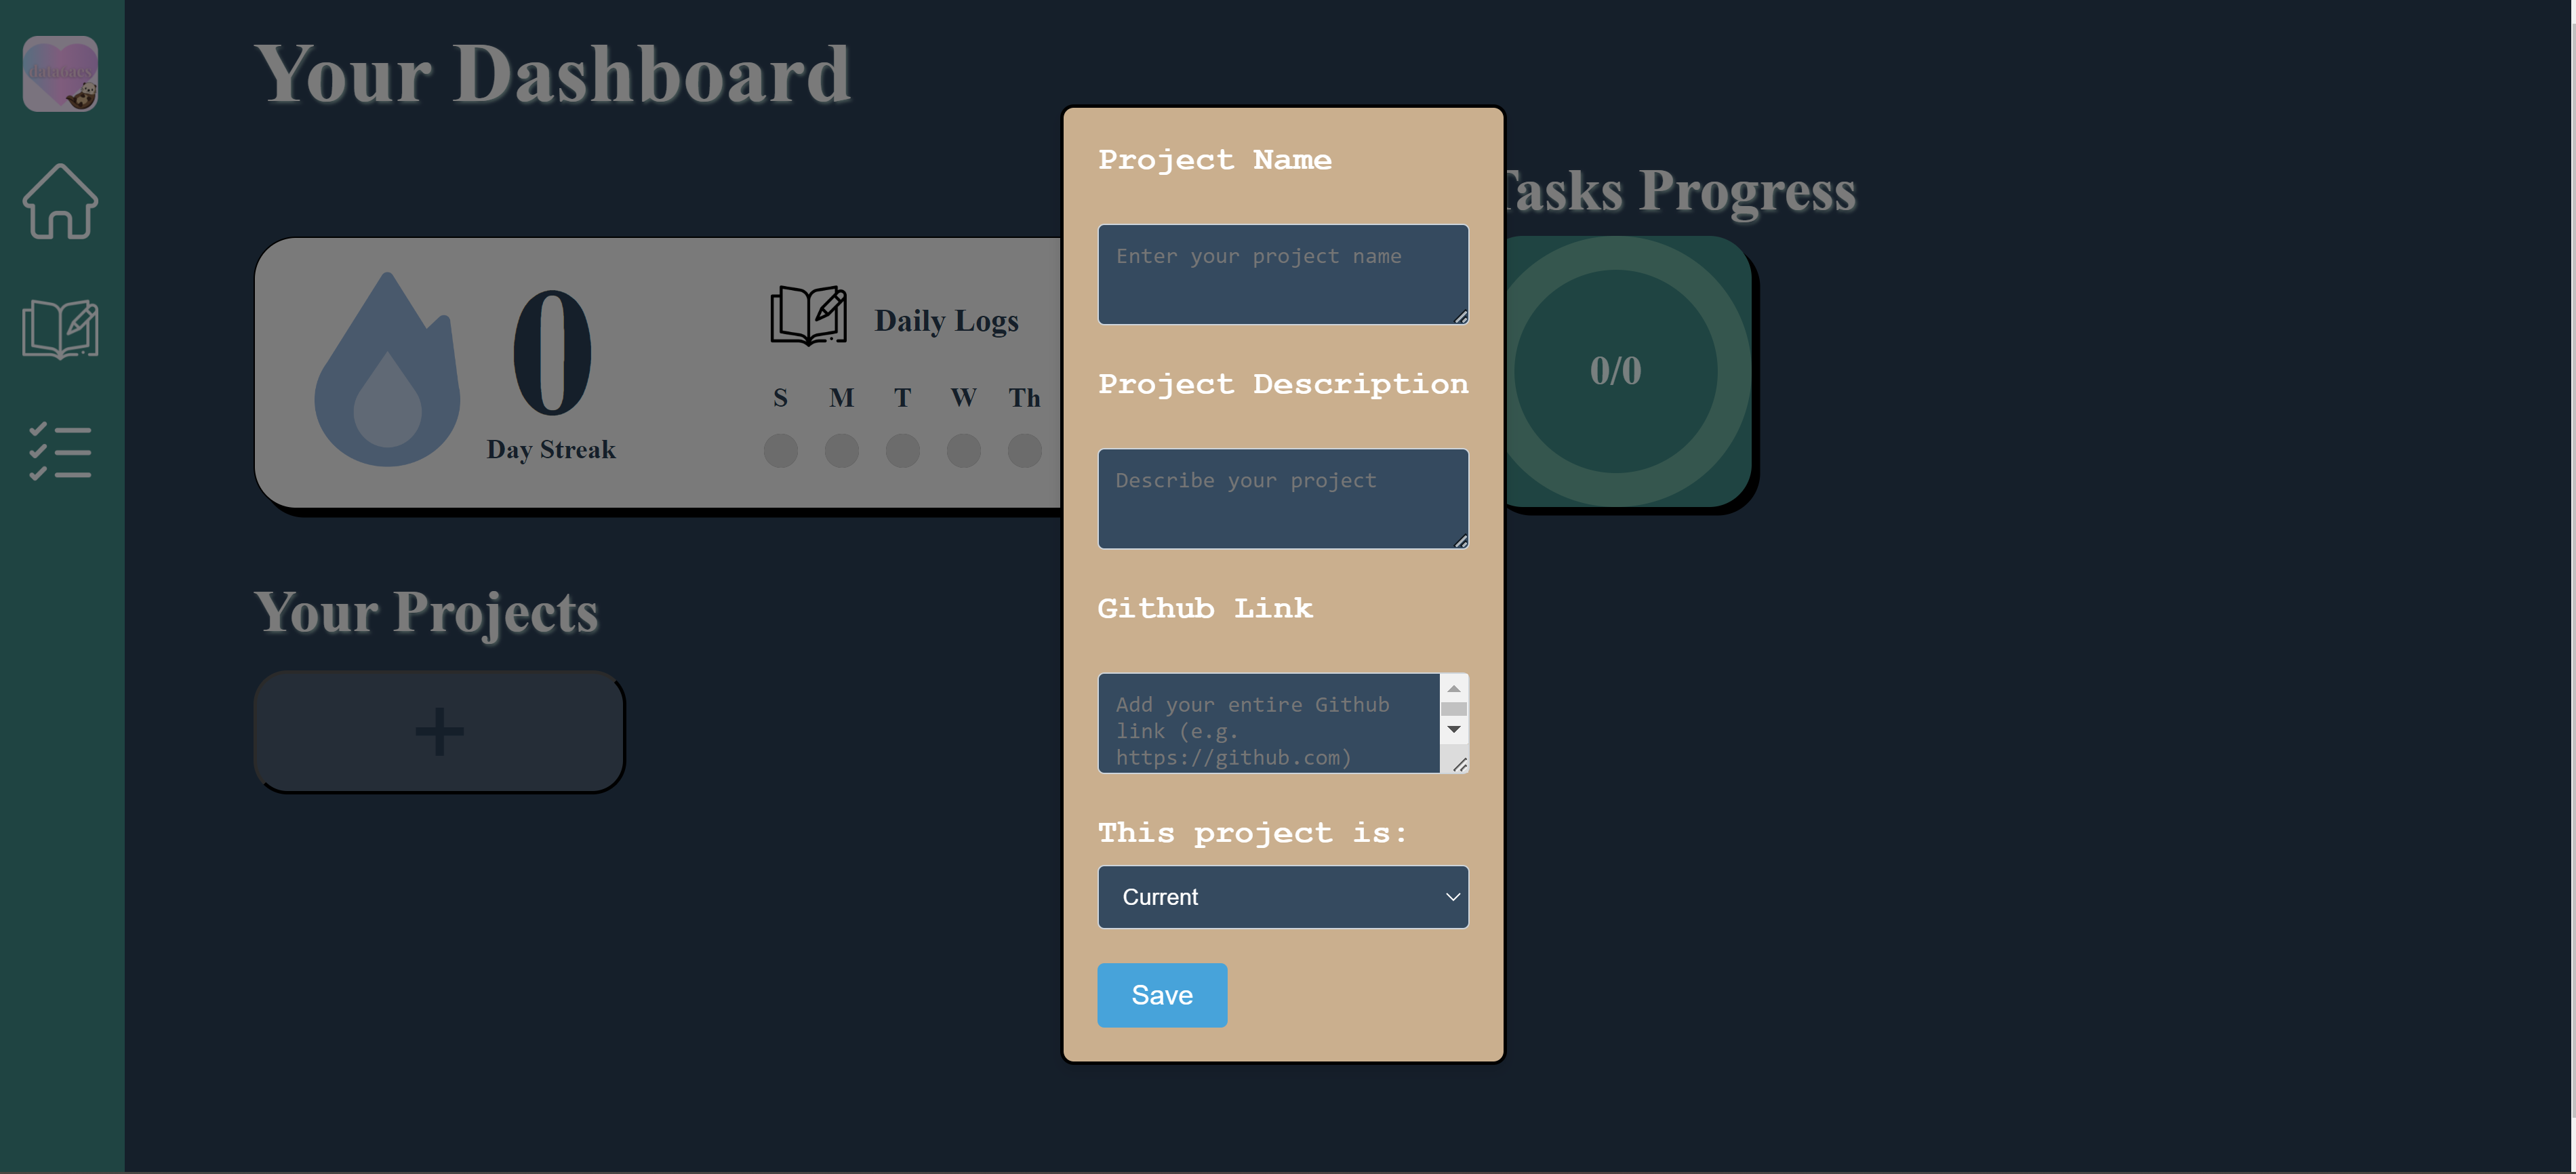 Your Dashboard
Project Name
Tasks Progress
Enter your project name
0
Daily Logs
S M T W Th
Day Streak
0/0
Project Description
Describe your project
Your Projects
Github Link
+
Add your entire Github
link (e.g.
https://github.com)
This project is:
Current
Save